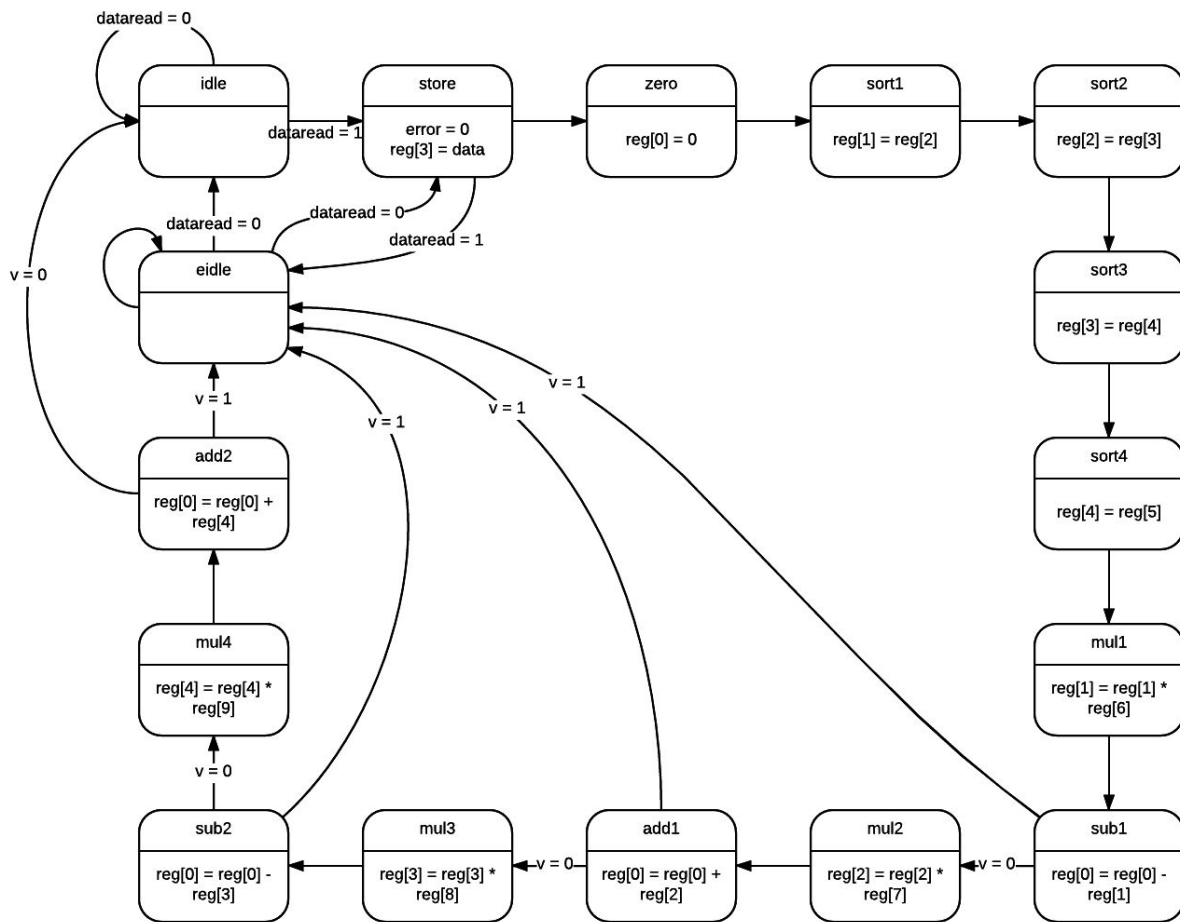 dataread = 0
idle
store
zero
sort1
sort2
dataread = 1
error = 0
reg[3] = data
reg[0] = 0
reg[1] = reg[2]
reg[2] = reg[3]
dataread = 0
dataread = 0
dataread = 1
eidle
sort3
reg[3] = reg[4]
v = 0
v = 1
v = 1
v = 1
v = 1
add2
reg[0] = reg[0] +
reg[4]
sort4
reg[4] = reg[5]
mul4
reg[4] = reg[4] *
reg[9]
mul1
reg[1] = reg[1] *
reg[6]
v = 0
sub2
reg[0] = reg[0] -
reg[3]
mul3
reg[3] = reg[3] *
reg[8]
v = 0
add1
reg[0] = reg[0] +
reg[2]
mul2
reg[2] = reg[2] *
reg[7]
v = 0
sub1
reg[0] = reg[0] -
reg[1]